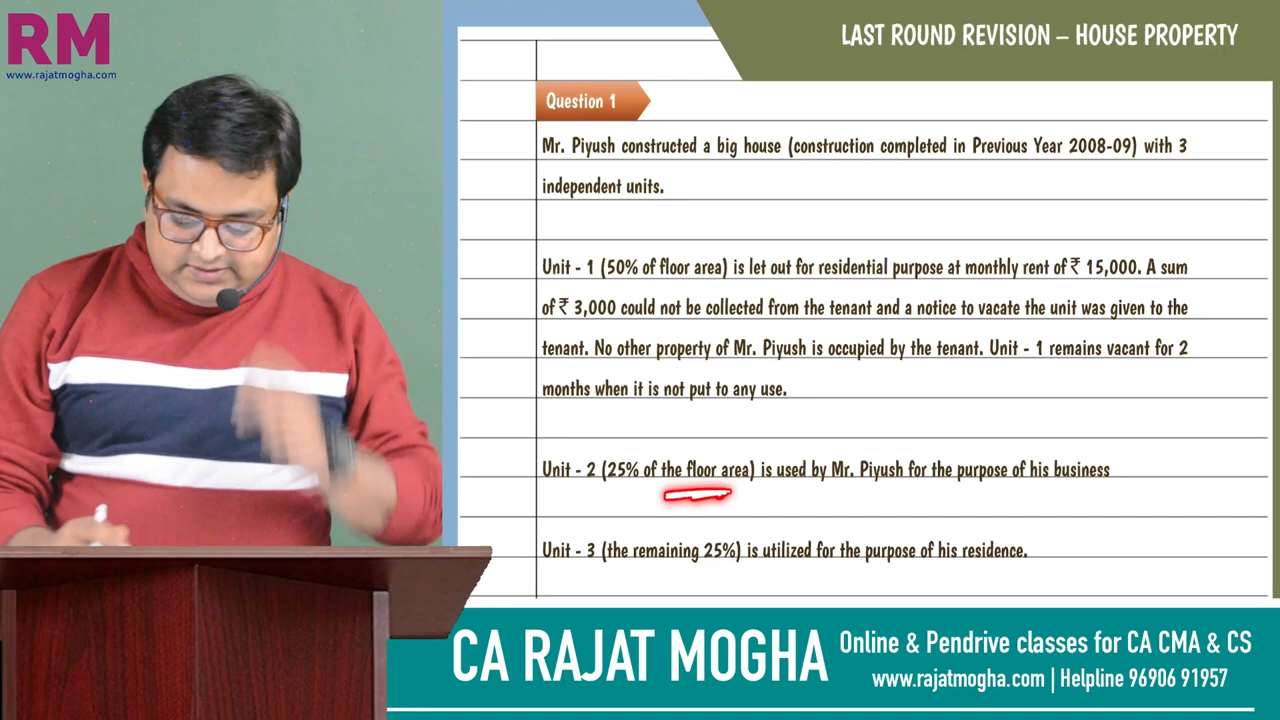 RM
www.rajatmogha.com
LAST ROUND REVISION – HOUSE PROPERTY
Question 1
Mr. Piyush constructed a big house (construction completed in Previous Year 2008-09) with 3
independent units.
Unit - 1 (50% of floor area) is let out for residential purpose at monthly rent of ₹ 15,000. A sum
of ₹ 3,000 could not be collected from the tenant and a notice to vacate the unit was given to the
tenant. No other property of Mr. Piyush is occupied by the tenant. Unit - 1 remains vacant for 2
months when it is not put to any use.
Unit - 2 (25% of the floor area) is used by Mr. Piyush for the purpose of his business
Unit - 3 (the remaining 25%) is utilized for the purpose of his residence.
CA RAJAT MOGHA
Online & Pendrive classes for CA CMA & CS
www.rajatmogha.com | Helpline 96906 91957